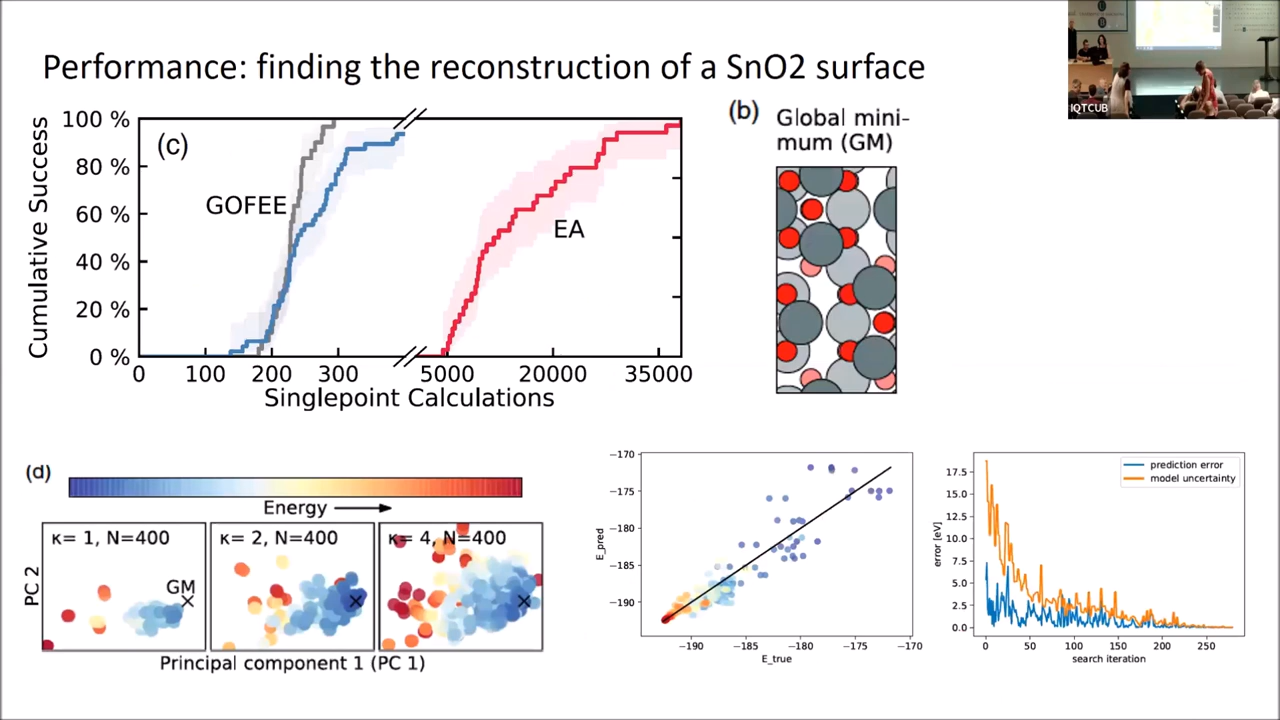 Performance: finding the reconstruction of a SnO2 surface
IQTCUB
(c)
100 %
80 %
60 %
40 %
20 %
0 %
Cumulative Success
GOFEE
EA
0
100
200
300
5000
20000
35000
Singlepoint Calculations
(b)
Global mini-
mum (GM)
(d)
Energy
κ= 1, N=400
κ= 2, N=400
κ= 4, N=400
GM
PC 2
Principal component 1 (PC 1)
−170
−175
−180
−185
−190
E_pred
−190
−185
−180
−175
−170
E_true
17.5
15.0
12.5
10.0
7.5
5.0
2.5
0.0
error [eV]
prediction error
model uncertainty
0
50
100
150
200
250
search iteration